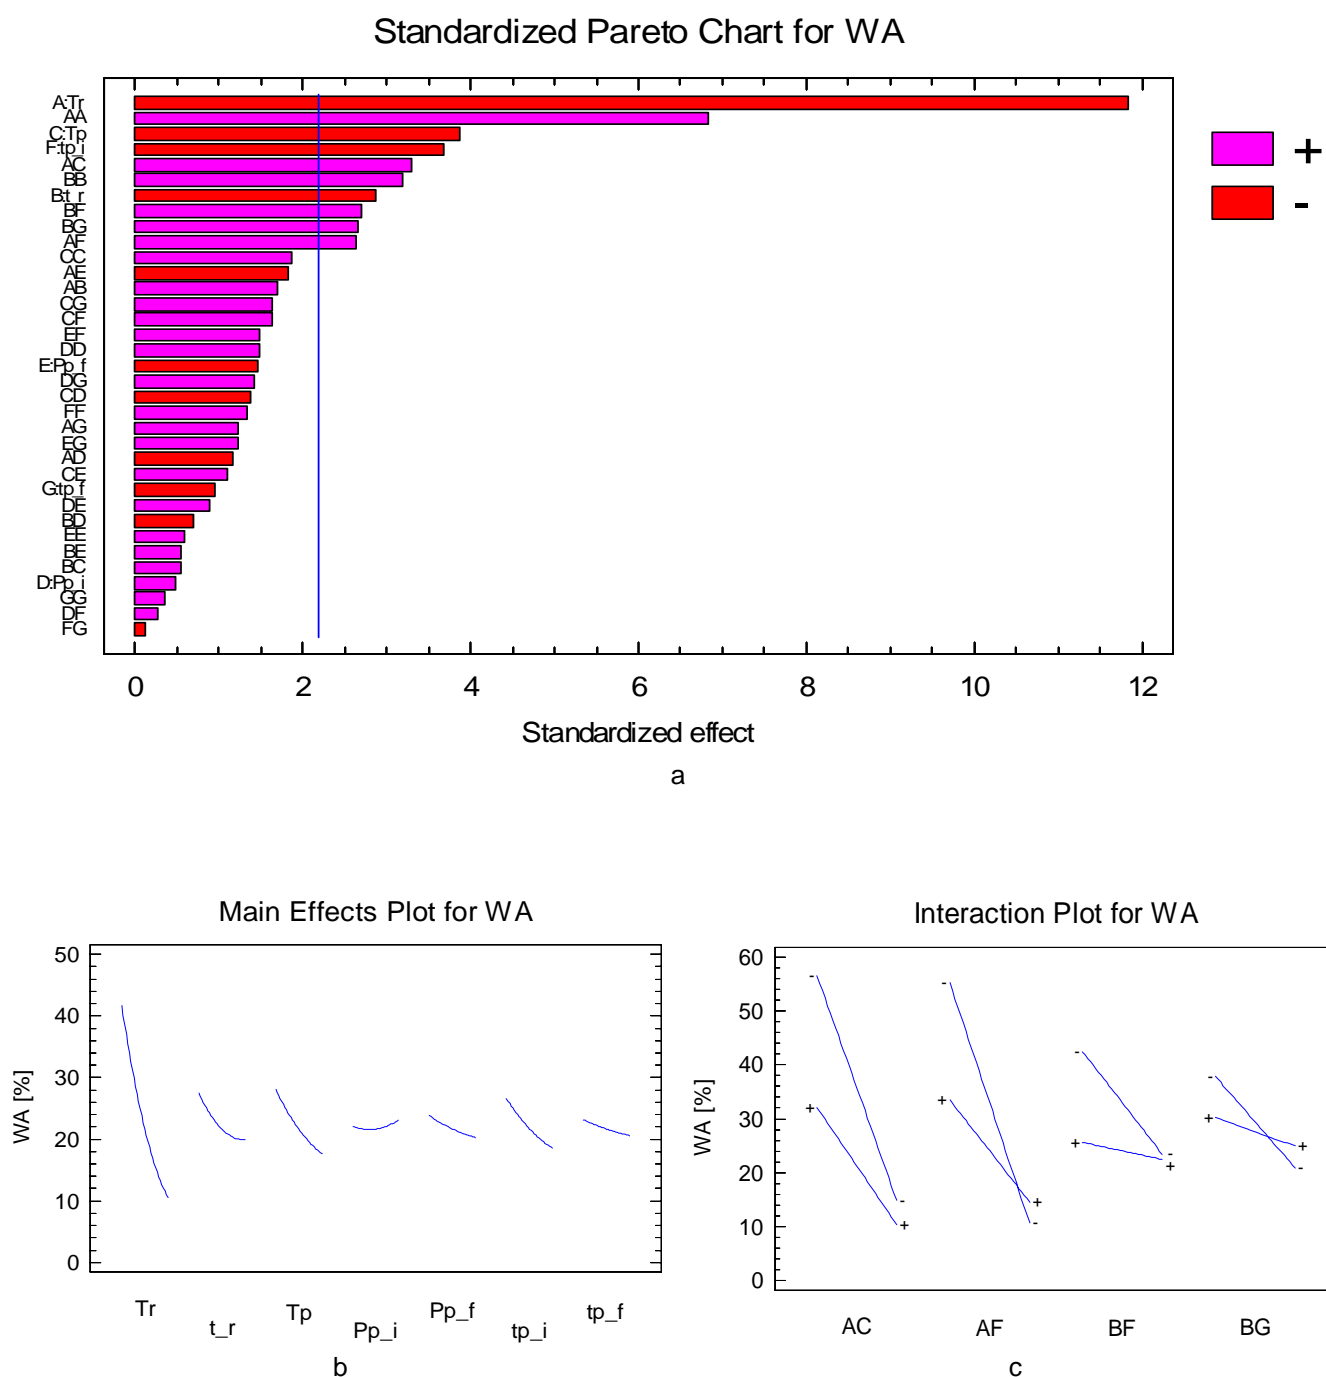 Standardized Pareto Chart for WA
A:Tr
AA
C:Tp
F:tp_i
AC
BB
B:t_r
BF
BG
AF
CC
AE
AB
CG
CF
EF
DD
E:Pp_f
DG
CD
FF
AG
EG
AD
CE
G:tp_f
DE
BD
EE
BE
BC
D:Pp_i
GG
DF
FG
+
-
0 2 4 6 8 10 12
Standardized effect
a
Main Effects Plot for WA
50
40
30
20
10
0
WA [%]
Tr t_r Tp Pp_i Pp_f tp_i tp_f
b
Interaction Plot for WA
60
50
40
30
20
10
0
WA [%]
- - - -
+ + + +
- + - +
+ - + -
AC AF BF BG
c